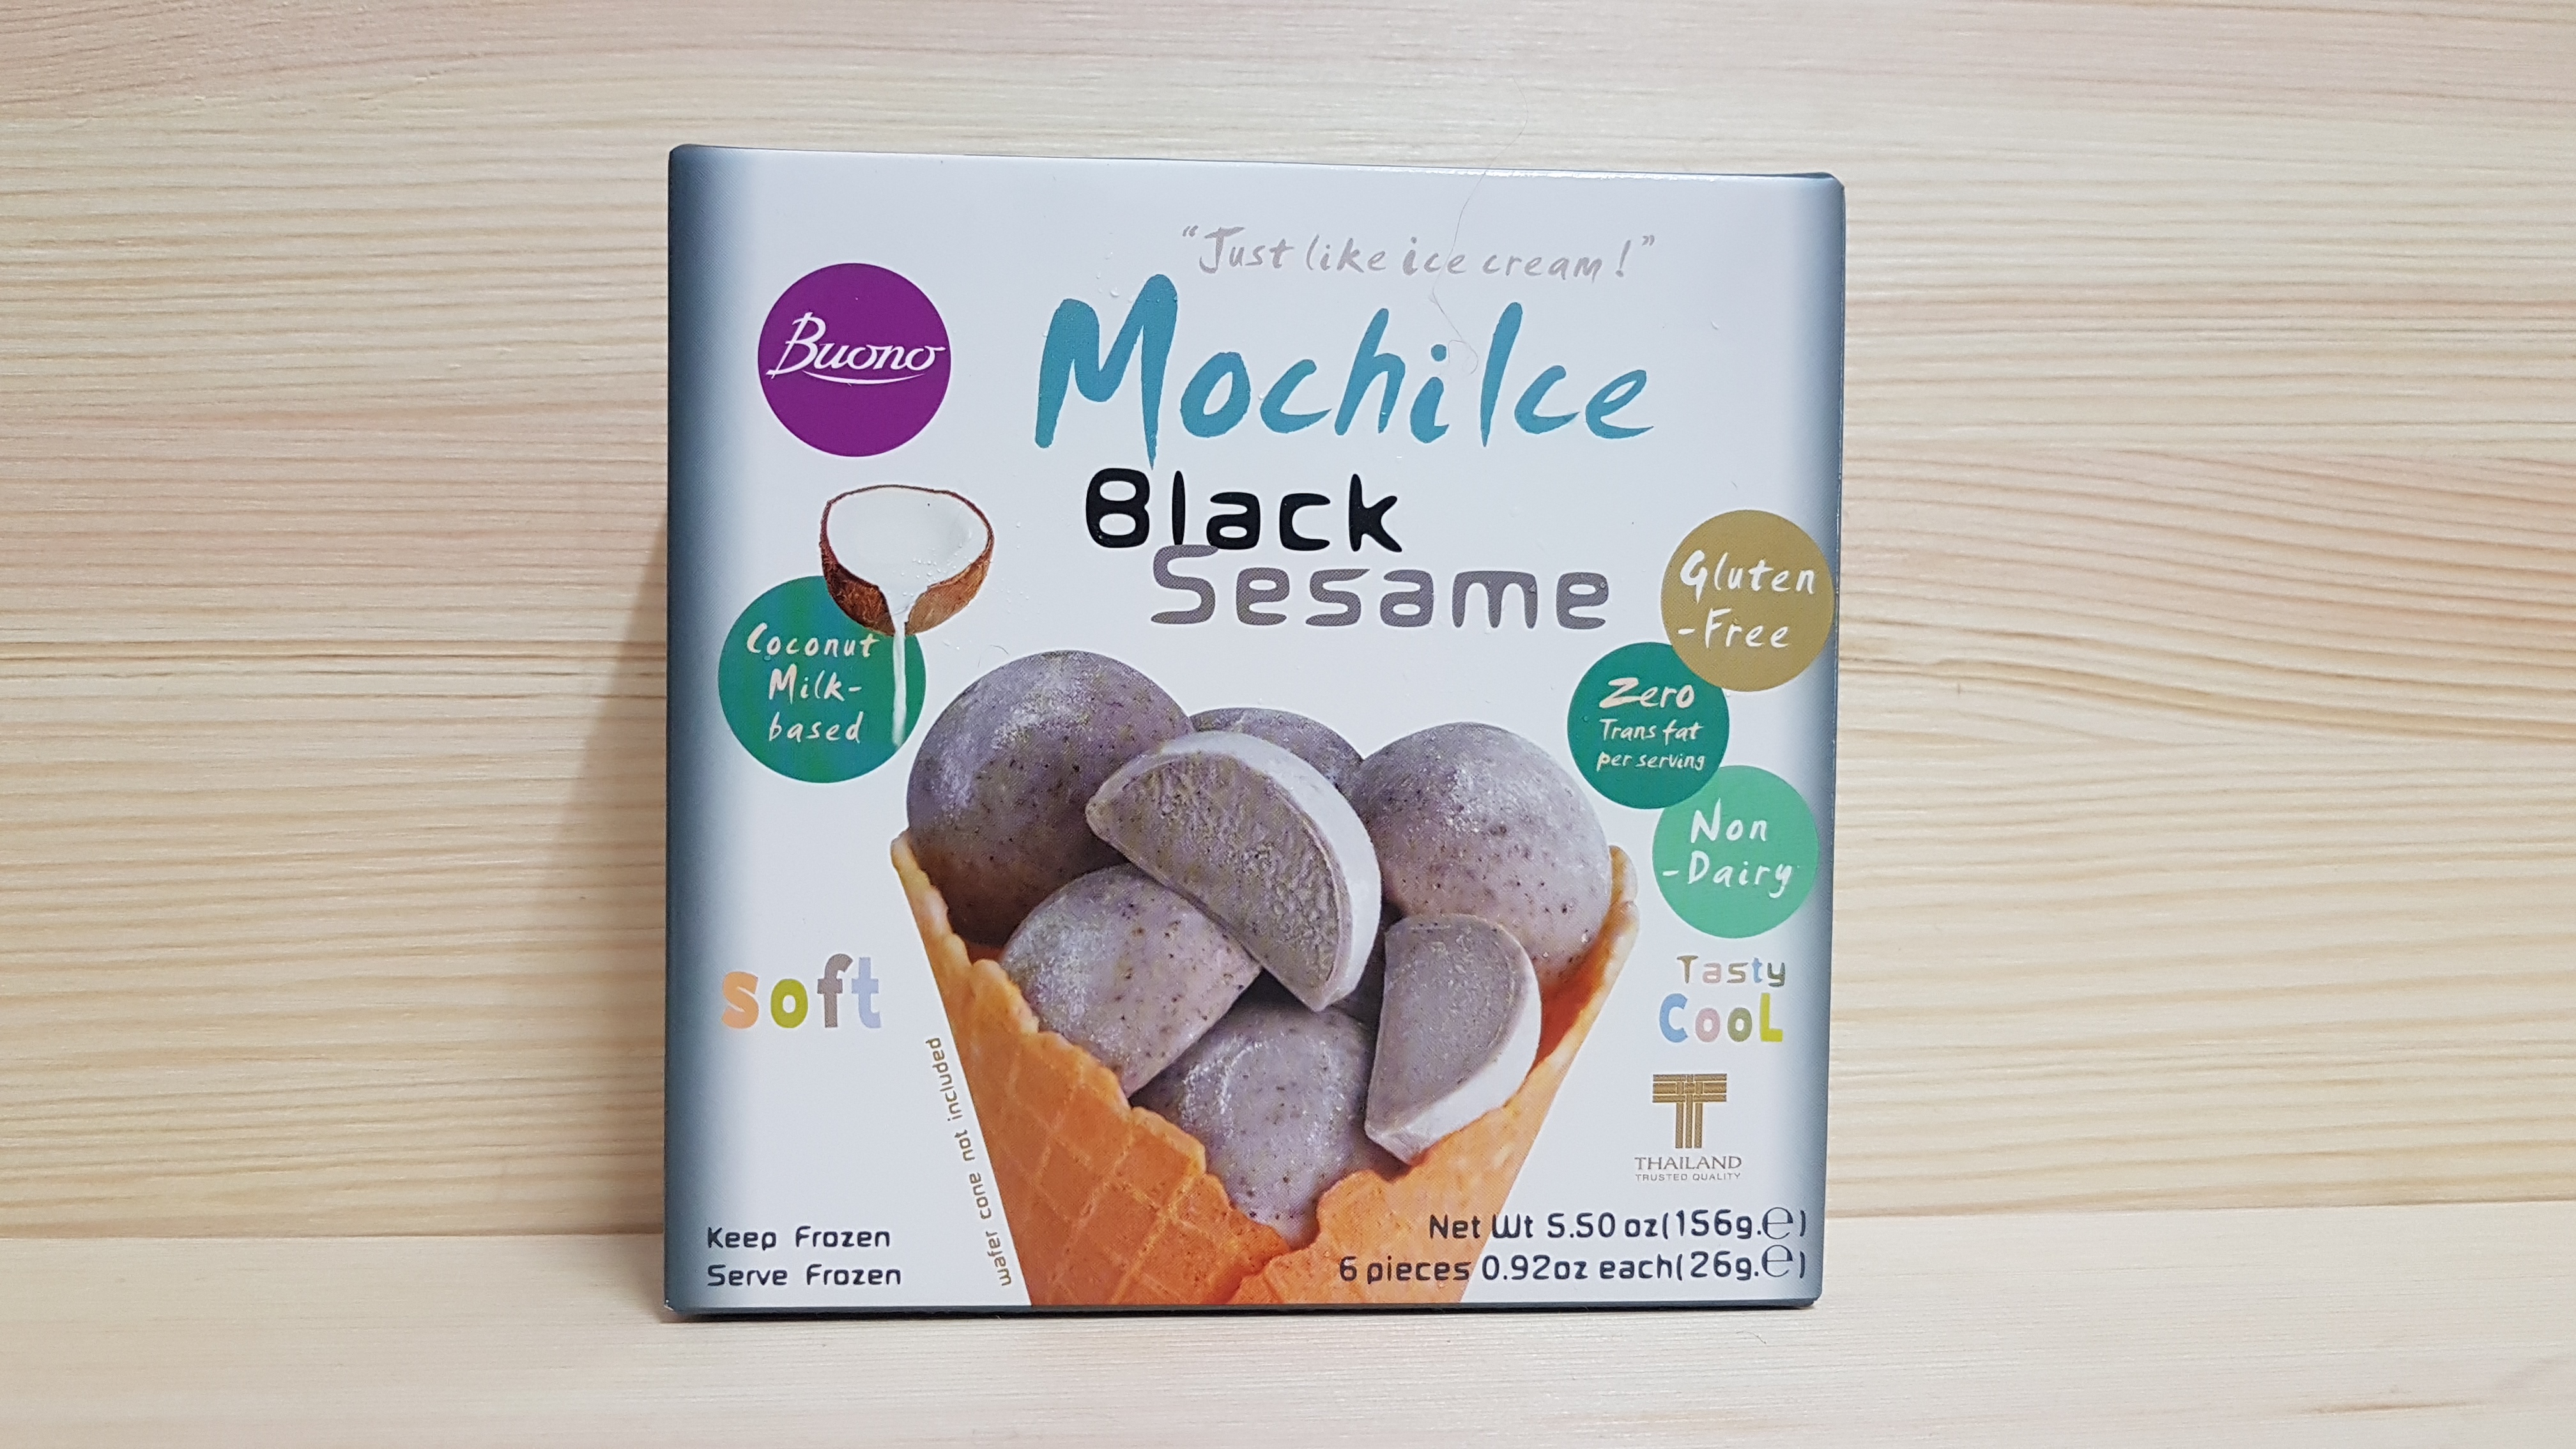 "Just like ice cream!"
Buono
MochiIce
Black
Sesame
Coconut
Milk-
based
Gluten
-Free
Zero
Trans fat
per serving
Non
-Dairy
soft
Tasty
CooL
wafer cone not included
THAILAND
TRUSTED QUALITY
Keep Frozen
Serve Frozen
Net Wt 5.50 oz(156g.℮)
6 pieces 0.92oz each(26g.℮)